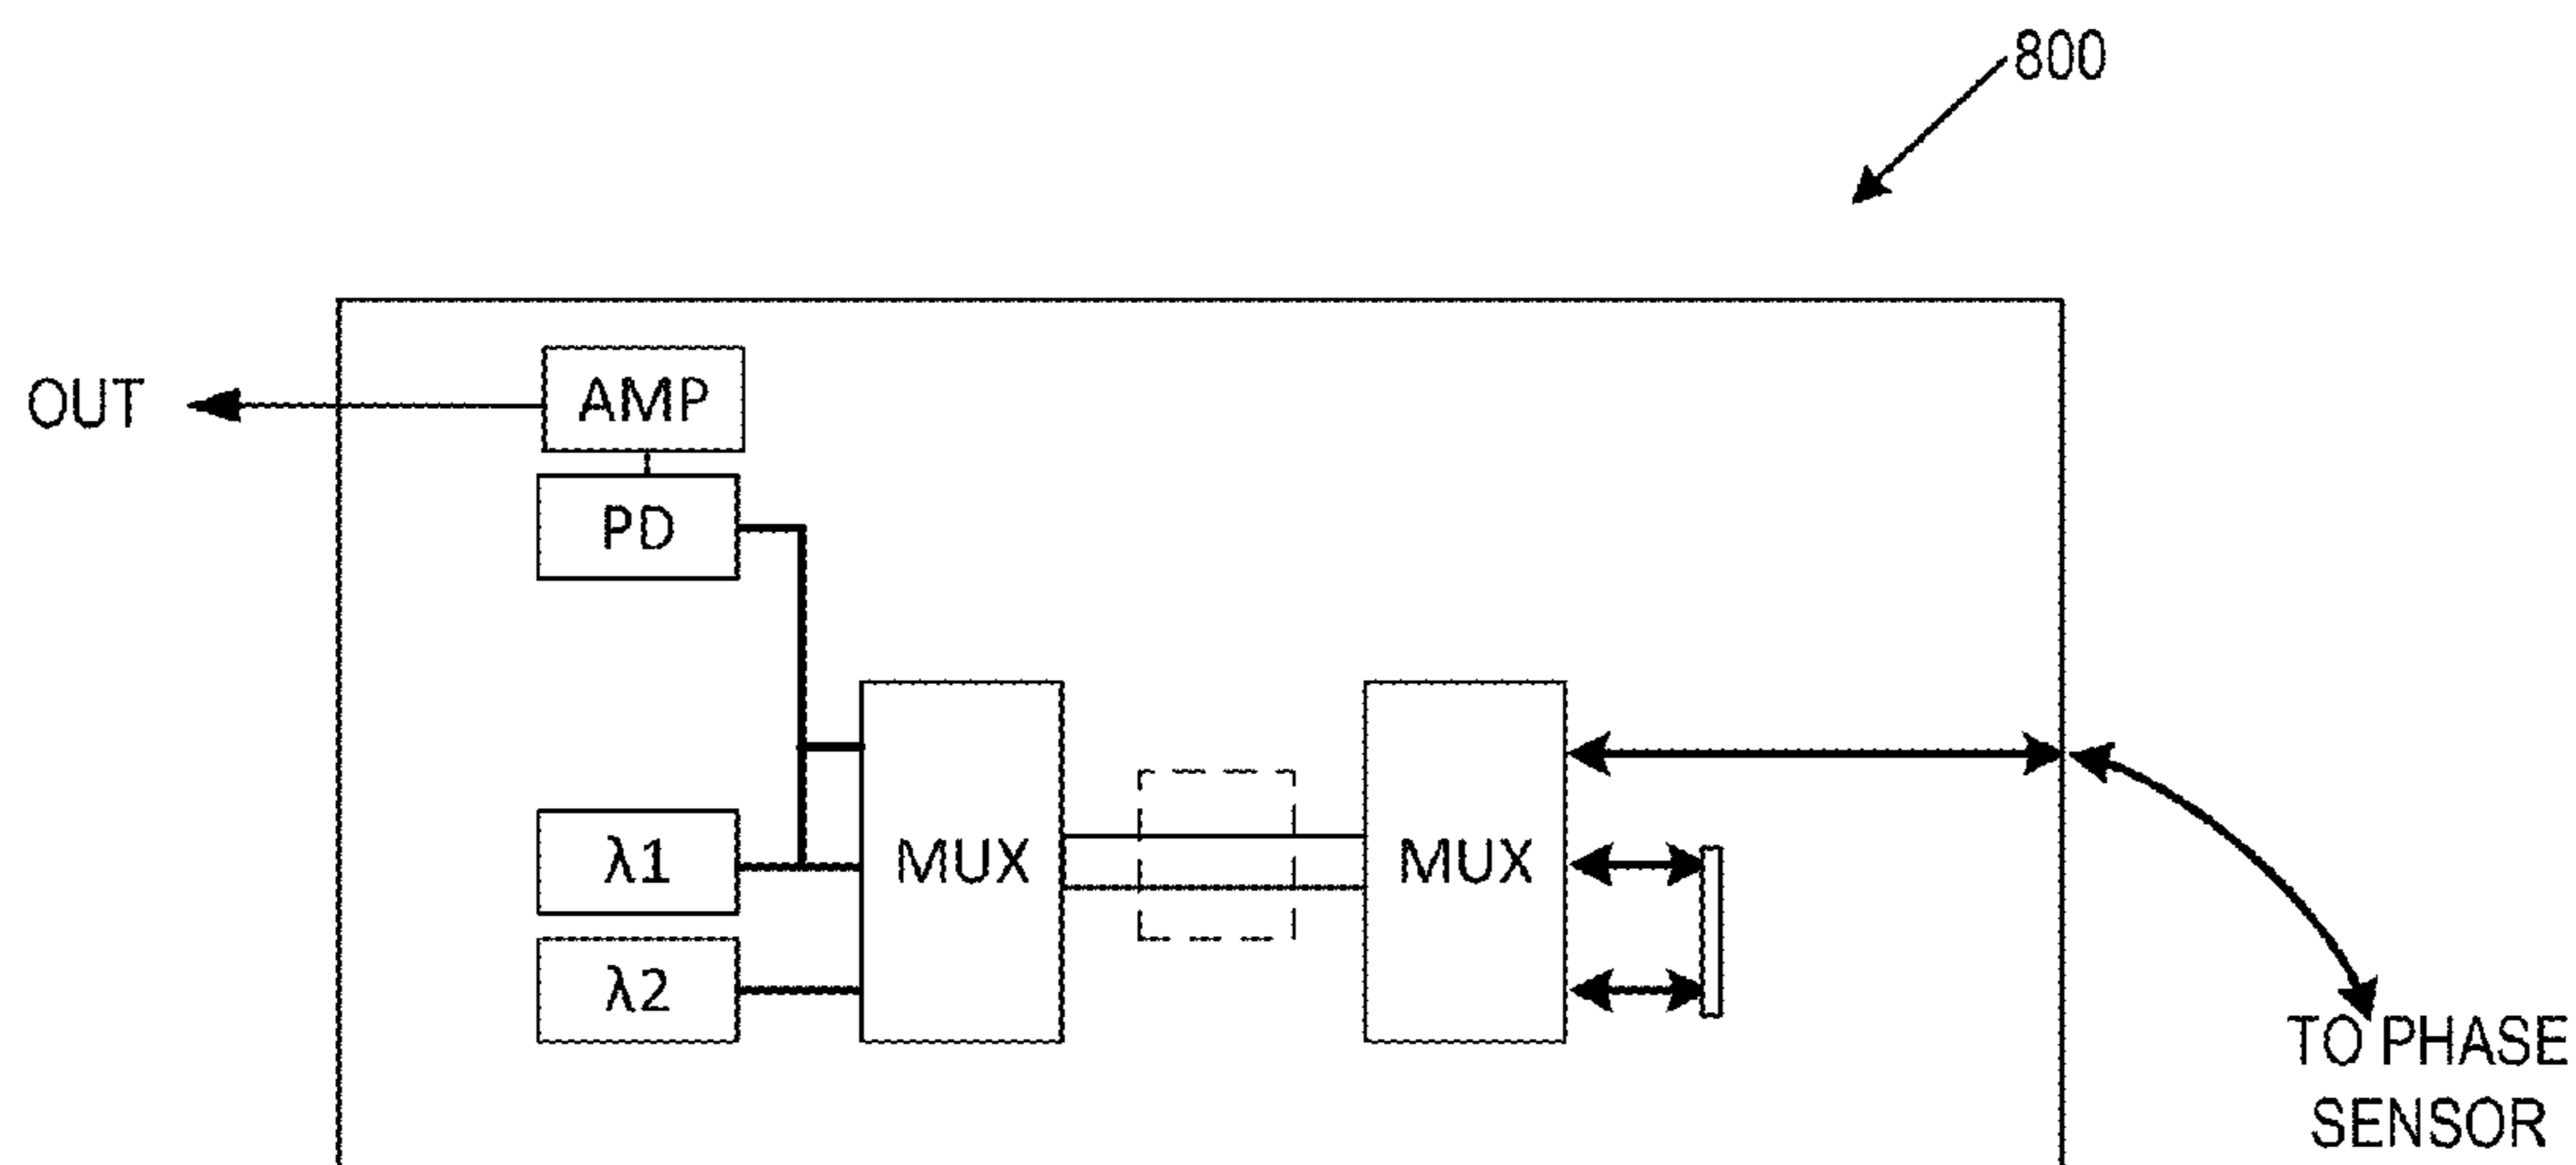 800
OUT
AMP
PD
λ1
MUX
MUX
λ2
TO PHASE
SENSOR